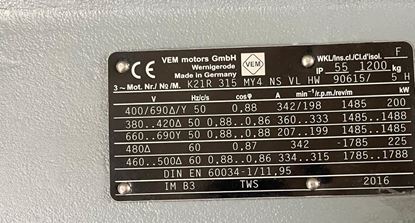 VEM motors GmbH
Wernigerode
Made in Germany
VEM
WKL/Ins.cl./Cl.d'isol. F
IP 55 1200 kg
3 ~ Mot. Nr./№/M. K21R 315 MY4 NS VL HW 90615/ 5 H
V Hz/c/s cosφ A min⁻¹/r.p.m./rev/m kW
400/690Δ/Y 50 0,88 342/198 1485 200
380..420Δ 50 0,88..0,86 360..333 1485..1488
660..690Y 50 0,88..0,86 207..199 1485..1485
480Δ 60 0,87 342 -1785 225
460..500Δ 60 0,88..0,86 334..315 1785..1788
DIN EN 60034-1/11,95
IM B3 TWS 2016